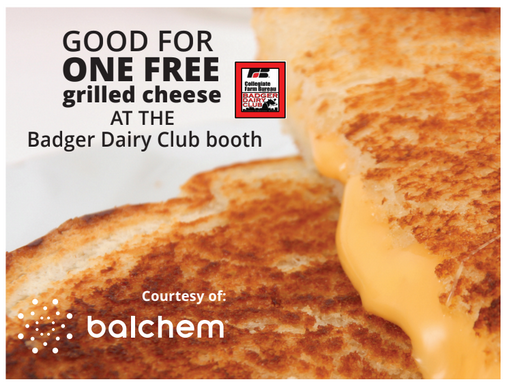 GOOD FOR
ONE FREE
grilled cheese
AT THE
Badger Dairy Club booth
Collegiate
Farm Bureau
BADGER
DAIRY
CLUB
Courtesy of:
balchem